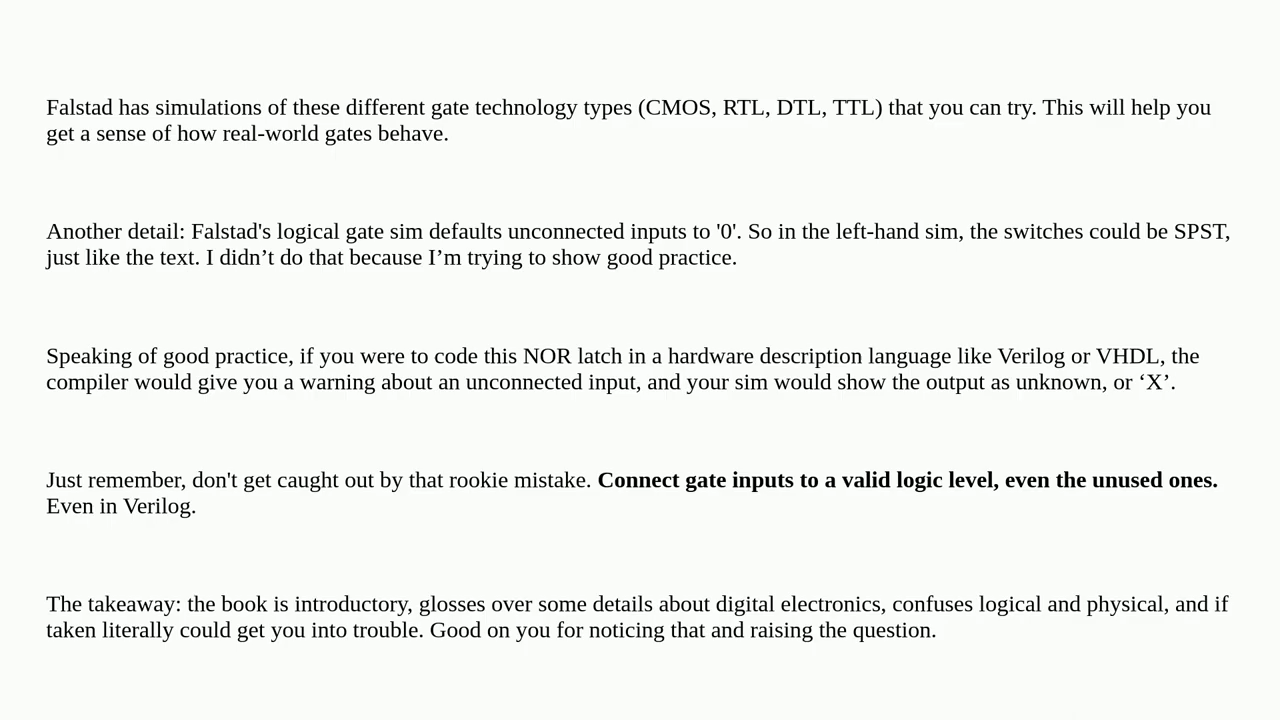 Falstad has simulations of these different gate technology types (CMOS, RTL, DTL, TTL) that you can try. This will help you
get a sense of how real-world gates behave.
Another detail: Falstad's logical gate sim defaults unconnected inputs to '0'. So in the left-hand sim, the switches could be SPST,
just like the text. I didn’t do that because I’m trying to show good practice.
Speaking of good practice, if you were to code this NOR latch in a hardware description language like Verilog or VHDL, the
compiler would give you a warning about an unconnected input, and your sim would show the output as unknown, or ‘X’.
Just remember, don't get caught out by that rookie mistake. Connect gate inputs to a valid logic level, even the unused ones.
Even in Verilog.
The takeaway: the book is introductory, glosses over some details about digital electronics, confuses logical and physical, and if
taken literally could get you into trouble. Good on you for noticing that and raising the question.